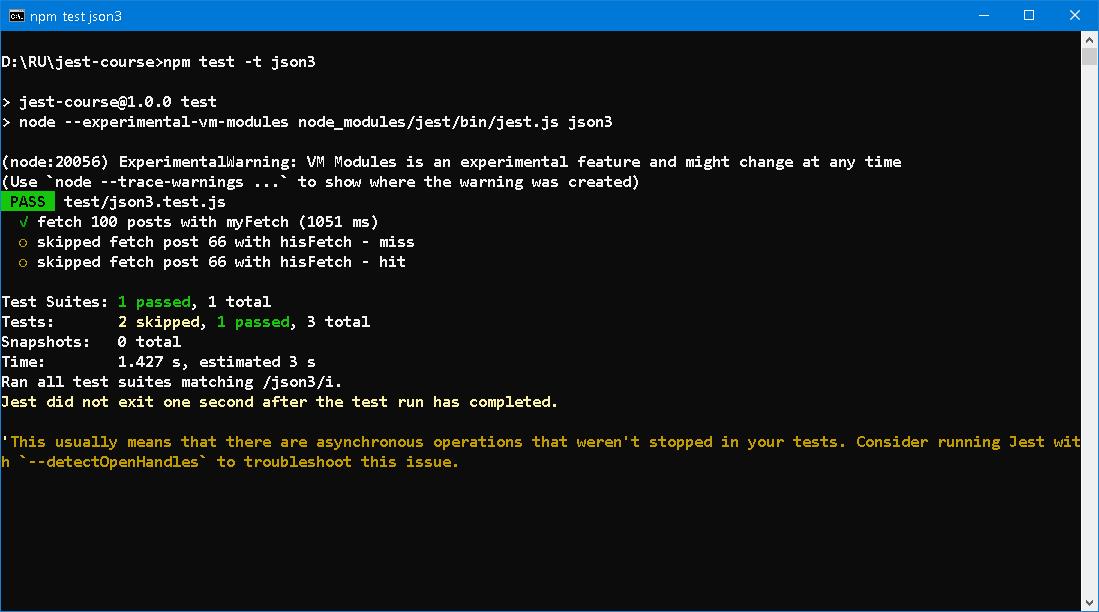 npm test json3
D:\RU\jest-course>npm test -t json3
> jest-course@1.0.0 test
> node --experimental-vm-modules node_modules/jest/bin/jest.js json3
(node:20056) ExperimentalWarning: VM Modules is an experimental feature and might change at any time
(Use `node --trace-warnings ...` to show where the warning was created)
PASS test/json3.test.js
√ fetch 100 posts with myFetch (1051 ms)
○ skipped fetch post 66 with hisFetch - miss
○ skipped fetch post 66 with hisFetch - hit
Test Suites: 1 passed, 1 total
Tests: 2 skipped, 1 passed, 3 total
Snapshots: 0 total
Time: 1.427 s, estimated 3 s
Ran all test suites matching /json3/i.
Jest did not exit one second after the test run has completed.
'This usually means that there are asynchronous operations that weren't stopped in your tests. Consider running Jest wit
h `--detectOpenHandles` to troubleshoot this issue.